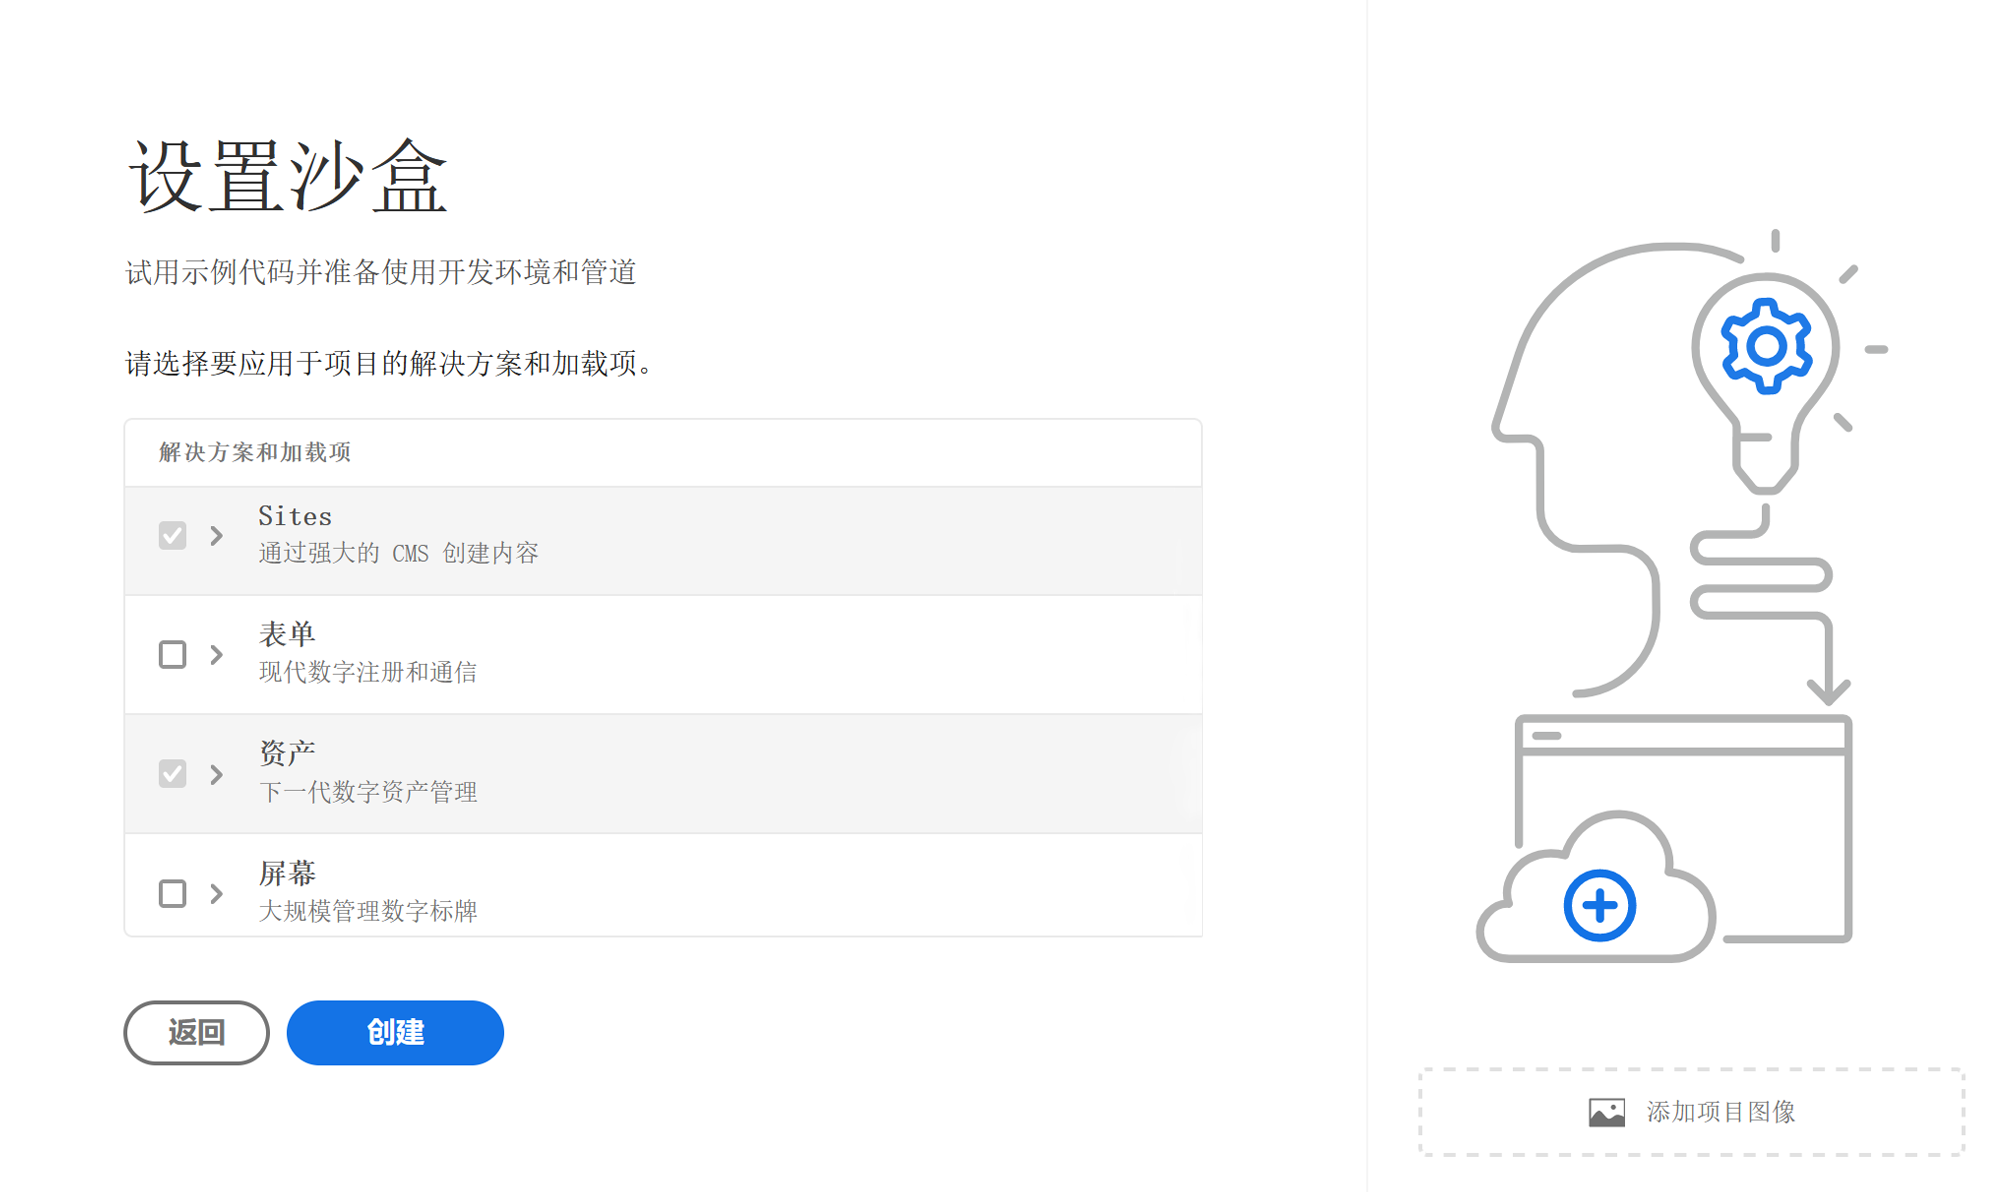 设置沙盒
试用示例代码并准备使用开发环境和管道
请选择要应用于项目的解决方案和加载项。
解决方案和加载项
Sites
通过强大的 CMS 创建内容
表单
现代数字注册和通信
资产
下一代数字资产管理
屏幕
大规模管理数字标牌
返回
创建
添加项目图像